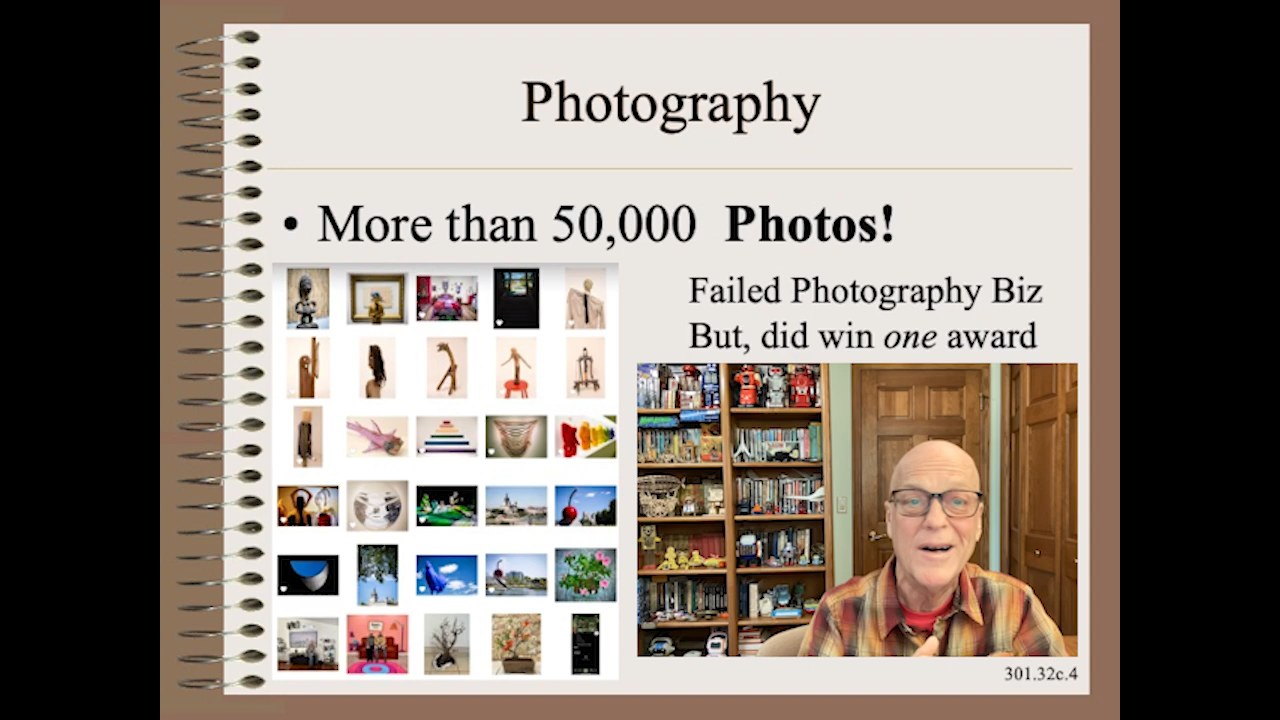 Photography
• More than 50,000 Photos!
Failed Photography Biz
But, did win one award
301.32c.4